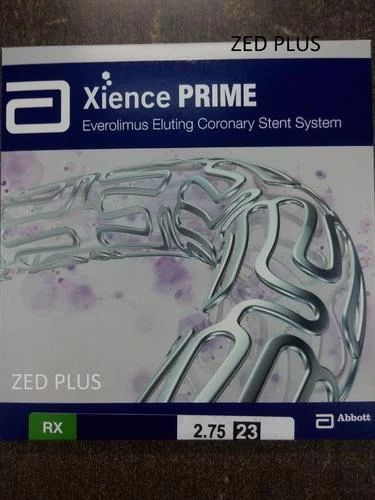 ZED PLUS
Xience PRIME
Everolimus Eluting Coronary Stent System
ZED PLUS
RX
2.75 23
Abbott